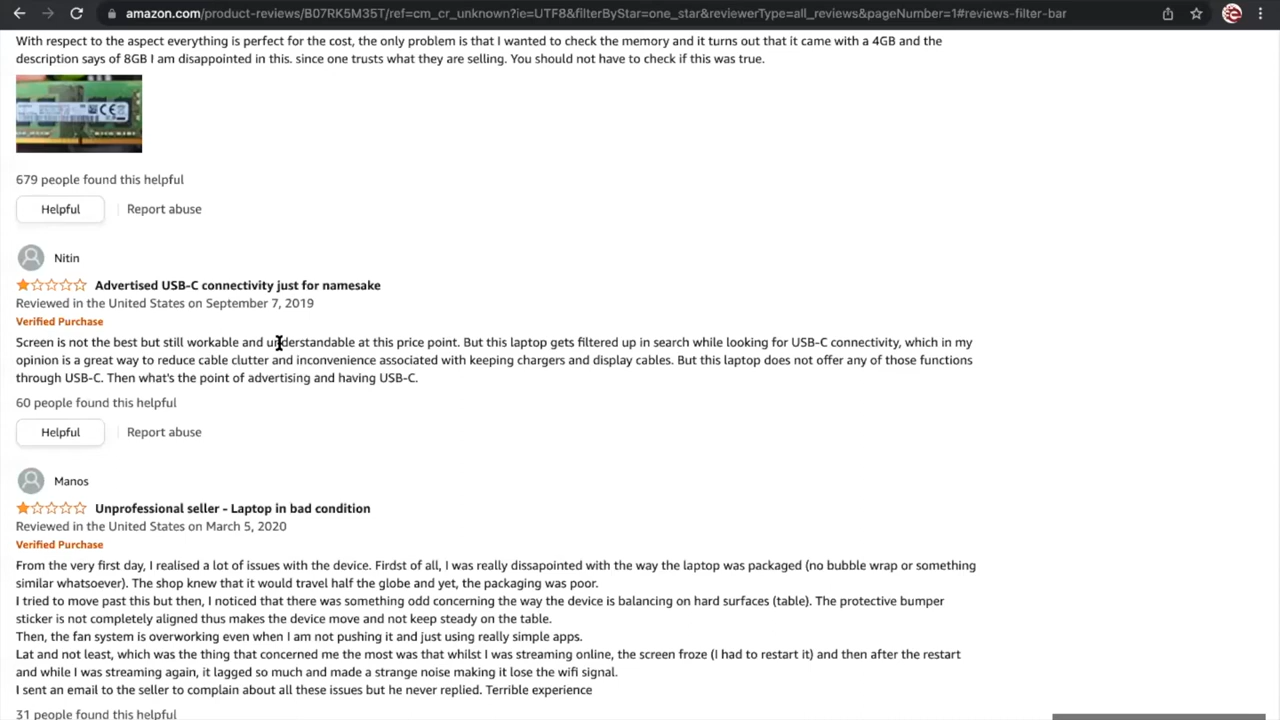 amazon.com/product-reviews/B07RK5M35T/ref=cm_cr_unknown?ie=UTF8&filterByStar=one_star&reviewerType=all_reviews&pageNumber=1#reviews-filter-bar
With respect to the aspect everything is perfect for the cost, the only problem is that I wanted to check the memory and it turns out that it came with a 4GB and the
description says of 8GB I am disappointed in this. since one trusts what they are selling. You should not have to check if this was true.
679 people found this helpful
Helpful
Report abuse
Nitin
Advertised USB-C connectivity just for namesake
Reviewed in the United States on September 7, 2019
Verified Purchase
Screen is not the best but still workable and understandable at this price point. But this laptop gets filtered up in search while looking for USB-C connectivity, which in my
opinion is a great way to reduce cable clutter and inconvenience associated with keeping chargers and display cables. But this laptop does not offer any of those functions
through USB-C. Then what's the point of advertising and having USB-C.
60 people found this helpful
Helpful
Report abuse
Manos
Unprofessional seller - Laptop in bad condition
Reviewed in the United States on March 5, 2020
Verified Purchase
From the very first day, I realised a lot of issues with the device. Firdst of all, I was really dissapointed with the way the laptop was packaged (no bubble wrap or something
similar whatsoever). The shop knew that it would travel half the globe and yet, the packaging was poor.
I tried to move past this but then, I noticed that there was something odd concerning the way the device is balancing on hard surfaces (table). The protective bumper
sticker is not completely aligned thus makes the device move and not keep steady on the table.
Then, the fan system is overworking even when I am not pushing it and just using really simple apps.
Lat and not least, which was the thing that concerned me the most was that whilst I was streaming online, the screen froze (I had to restart it) and then after the restart
and while I was streaming again, it lagged so much and made a strange noise making it lose the wifi signal.
I sent an email to the seller to complain about all these issues but he never replied. Terrible experience
31 people found this helpful